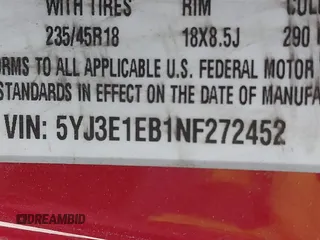 WITH TIRES RIM COL
235/45R18 18X8.5J 290
ORMS TO ALL APPLICABLE U.S. FEDERAL MOTOR
STANDARDS IN EFFECT ON THE DATE OF MANUFA
VIN: 5YJ3E1EB1NF272452
DREAMBID